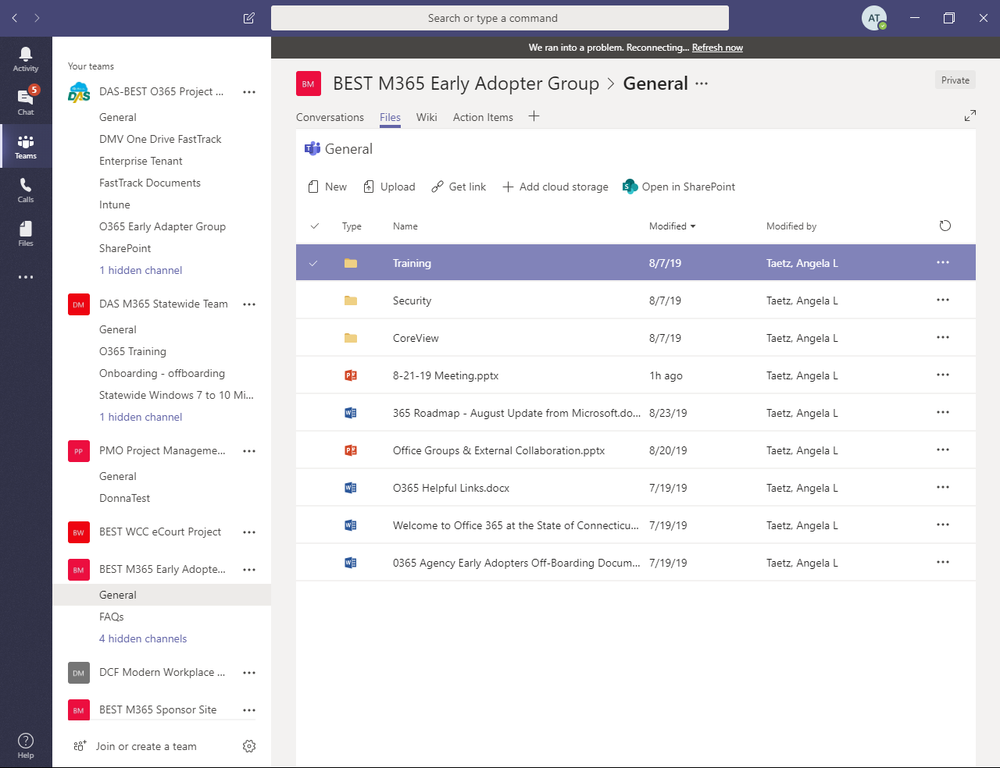 Search or type a command
AT
We ran into a problem. Reconnecting... Refresh now
Activity
5
Chat
Teams
Calls
Files
Help
Your teams
DAS
DAS-BEST O365 Project ...
General
DMV One Drive FastTrack
Enterprise Tenant
FastTrack Documents
Intune
O365 Early Adapter Group
SharePoint
1 hidden channel
DM DAS M365 Statewide Team
General
O365 Training
Onboarding - offboarding
Statewide Windows 7 to 10 Mi...
1 hidden channel
PP PMO Project Manageme...
General
DonnaTest
BW BEST WCC eCourt Project
BM BEST M365 Early Adopte...
General
FAQs
4 hidden channels
DM DCF Modern Workplace ...
BM BEST M365 Sponsor Site
Join or create a team
BM BEST M365 Early Adopter Group > General ...
Private
Conversations Files Wiki Action Items +
General
New Upload Get link Add cloud storage Open in SharePoint
Type Name Modified Modified by
Training 8/7/19 Taetz, Angela L
Security 8/7/19 Taetz, Angela L
CoreView 8/7/19 Taetz, Angela L
8-21-19 Meeting.pptx 1h ago Taetz, Angela L
365 Roadmap - August Update from Microsoft.do... 8/23/19 Taetz, Angela L
Office Groups & External Collaboration.pptx 8/20/19 Taetz, Angela L
O365 Helpful Links.docx 7/19/19 Taetz, Angela L
Welcome to Office 365 at the State of Connecticu... 7/19/19 Taetz, Angela L
0365 Agency Early Adopters Off-Boarding Docum... 7/19/19 Taetz, Angela L